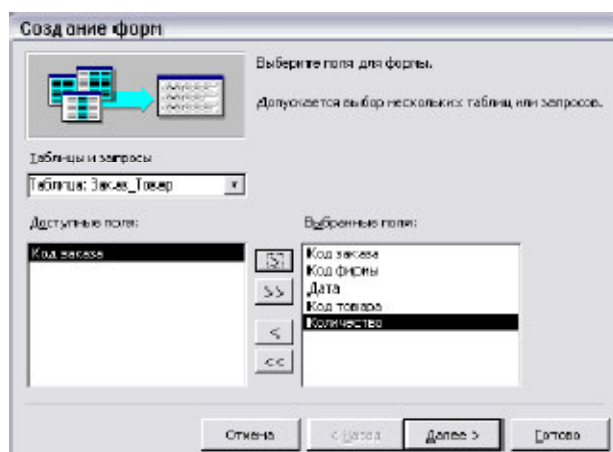 Создание форм
Выберите поля для формы.
Допускается выбор нескольких таблиц или запросов.
Таблицы и запросы
Таблица: Заказ_Товар
Доступные поля:
Выбранные поля:
Код заказа
>
>>
<
<<
Код заказа
Код фирмы
Дата
Код товара
Количество
Отмена
< Назад
Далее >
Готово